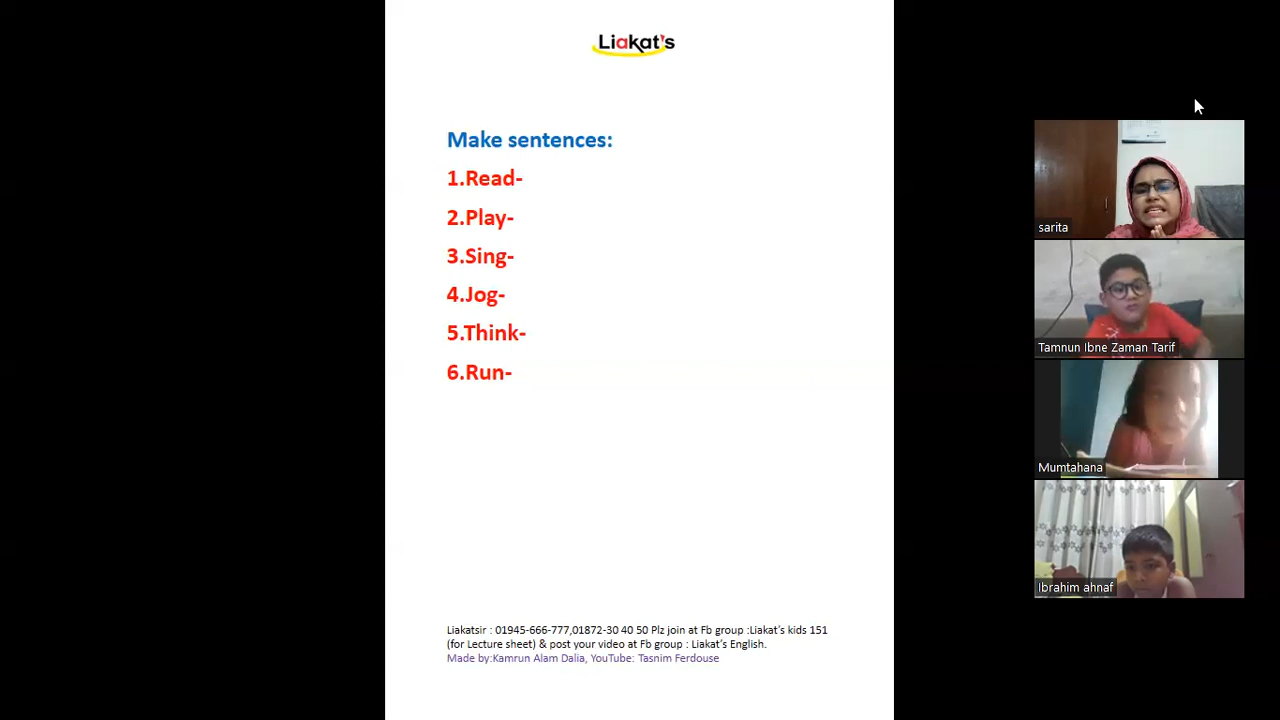 Liakat's
Make sentences:
1.Read-
2.Play-
3.Sing-
4.Jog-
5.Think-
6.Run-
Liakatsir : 01945-666-777,01872-30 40 50 Plz join at Fb group :Liakat's kids 151
(for Lecture sheet) & post your video at Fb group : Liakat's English.
Made by:Kamrun Alam Dalia, YouTube: Tasnim Ferdouse
sarita
Tamnun Ibne Zaman Tarif
Mumtahana
Ibrahim ahnaf